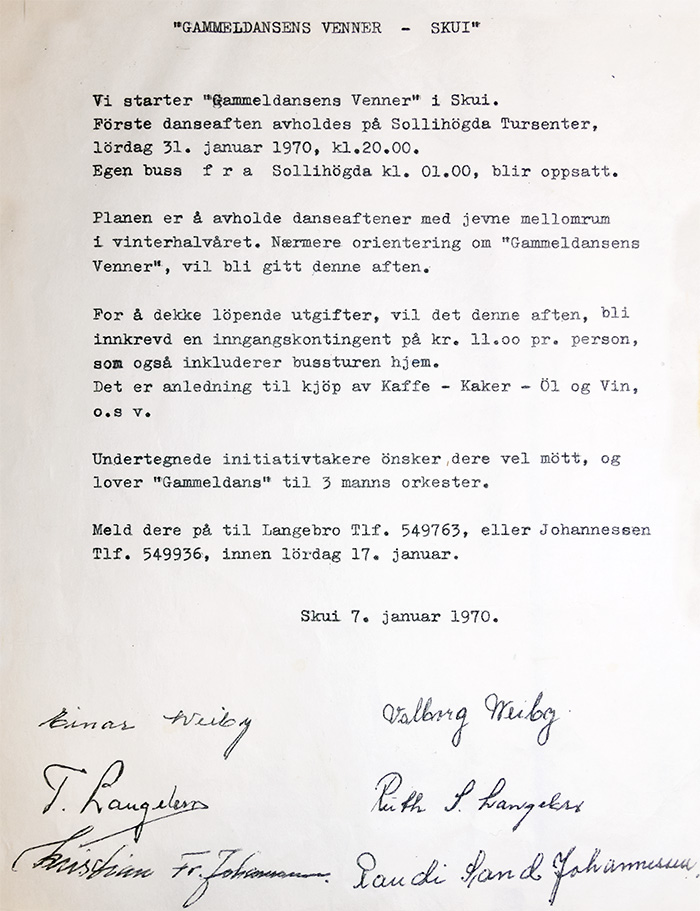 "GAMMELDANSENS VENNER - SKUI"
Vi starter "Gammeldansens Venner" i Skui.
Förste danseaften avholdes på Sollihögda Tursenter,
lördag 31. januar 1970, kl.20.00.
Egen buss f r a Sollihögda kl. 01.00, blir oppsatt.
Planen er å avholde danseaftener med jevne mellomrum
i vinterhalvåret. Nærmere orientering om "Gammeldansens
Venner", vil bli gitt denne aften.
For å dekke löpende utgifter, vil det denne aften, bli
innkrevd en inngangskontingent på kr. 11.oo pr. person,
som også inkluderer bussturen hjem.
Det er anledning til kjöp av Kaffe - Kaker - Öl og Vin,
o.s v.
Undertegnede initiativtakere önsker dere vel mött, og
lover "Gammeldans" til 3 manns orkester.
Meld dere på til Langebro Tlf. 549763, eller Johannessen
Tlf. 549936, innen lördag 17. januar.
Skui 7. januar 1970.
Einar Weiby
Valborg Weiby
T. Langebro
Ruth S. Langebro
Kristian Fr. Johannessen
Raudi Sand Johannessen